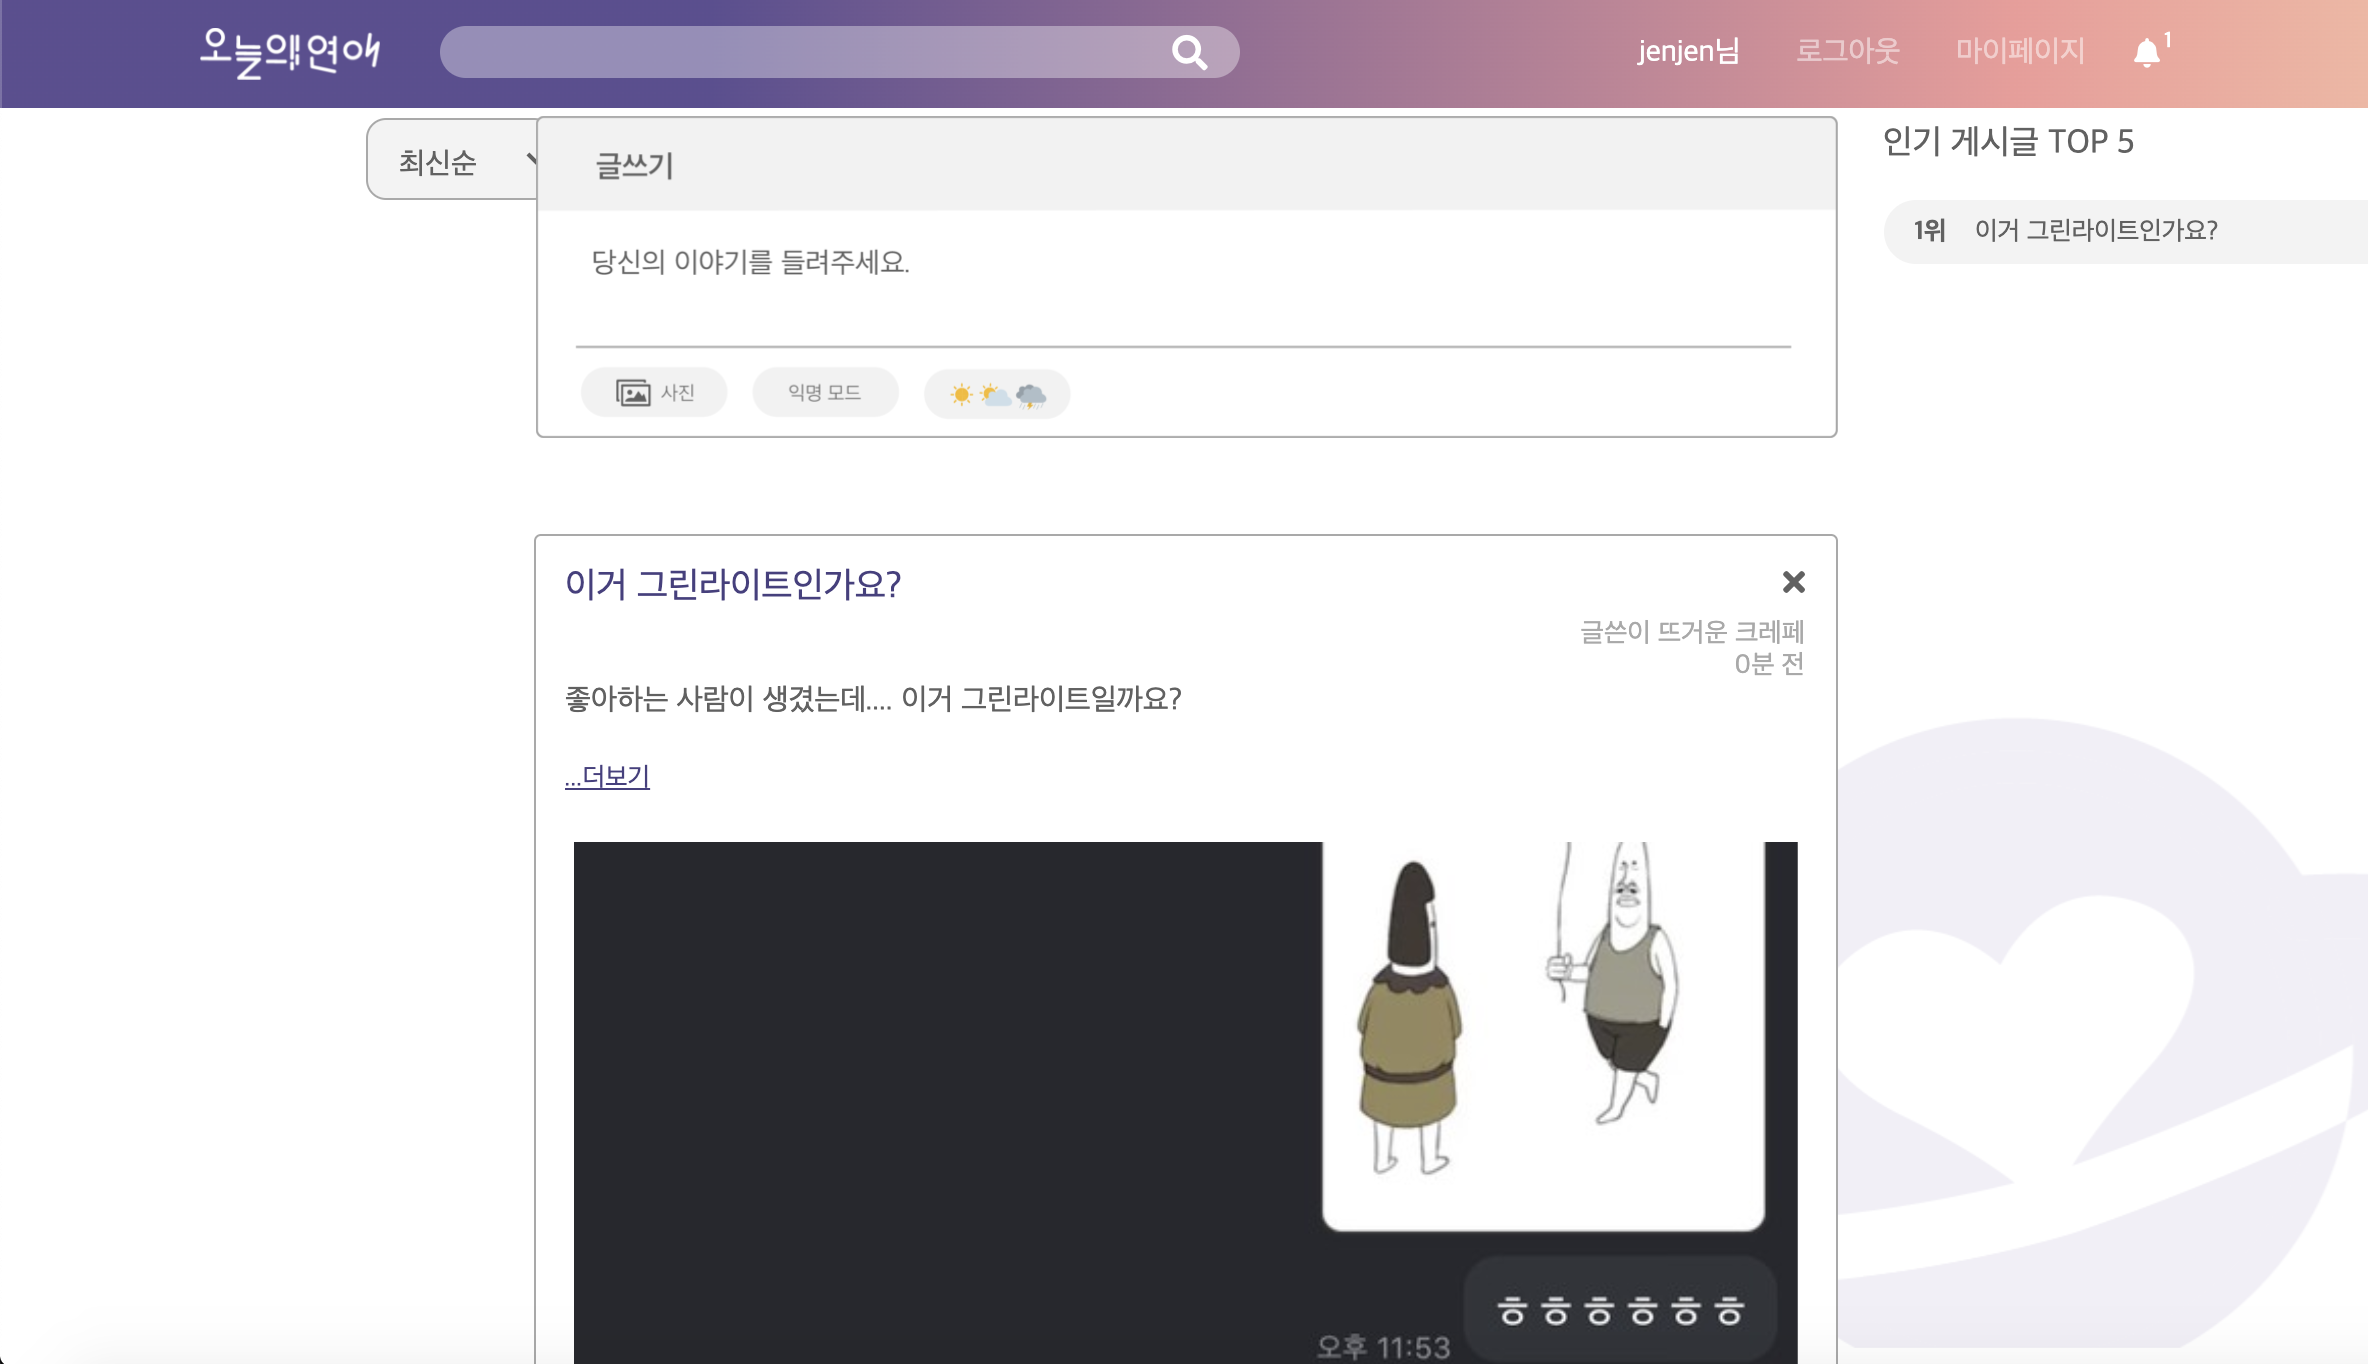 오늘의 연애
jenjen님 로그아웃 마이페이지 1
최신순
글쓰기
당신의 이야기를 들려주세요.
사진 익명 모드
인기 게시글 TOP 5
1위 이거 그린라이트인가요?
이거 그린라이트인가요?
글쓴이 뜨거운 크레페
0분 전
좋아하는 사람이 생겼는데.... 이거 그린라이트일까요?
...더보기
ㅎㅎㅎㅎㅎㅎ
오후 11:53